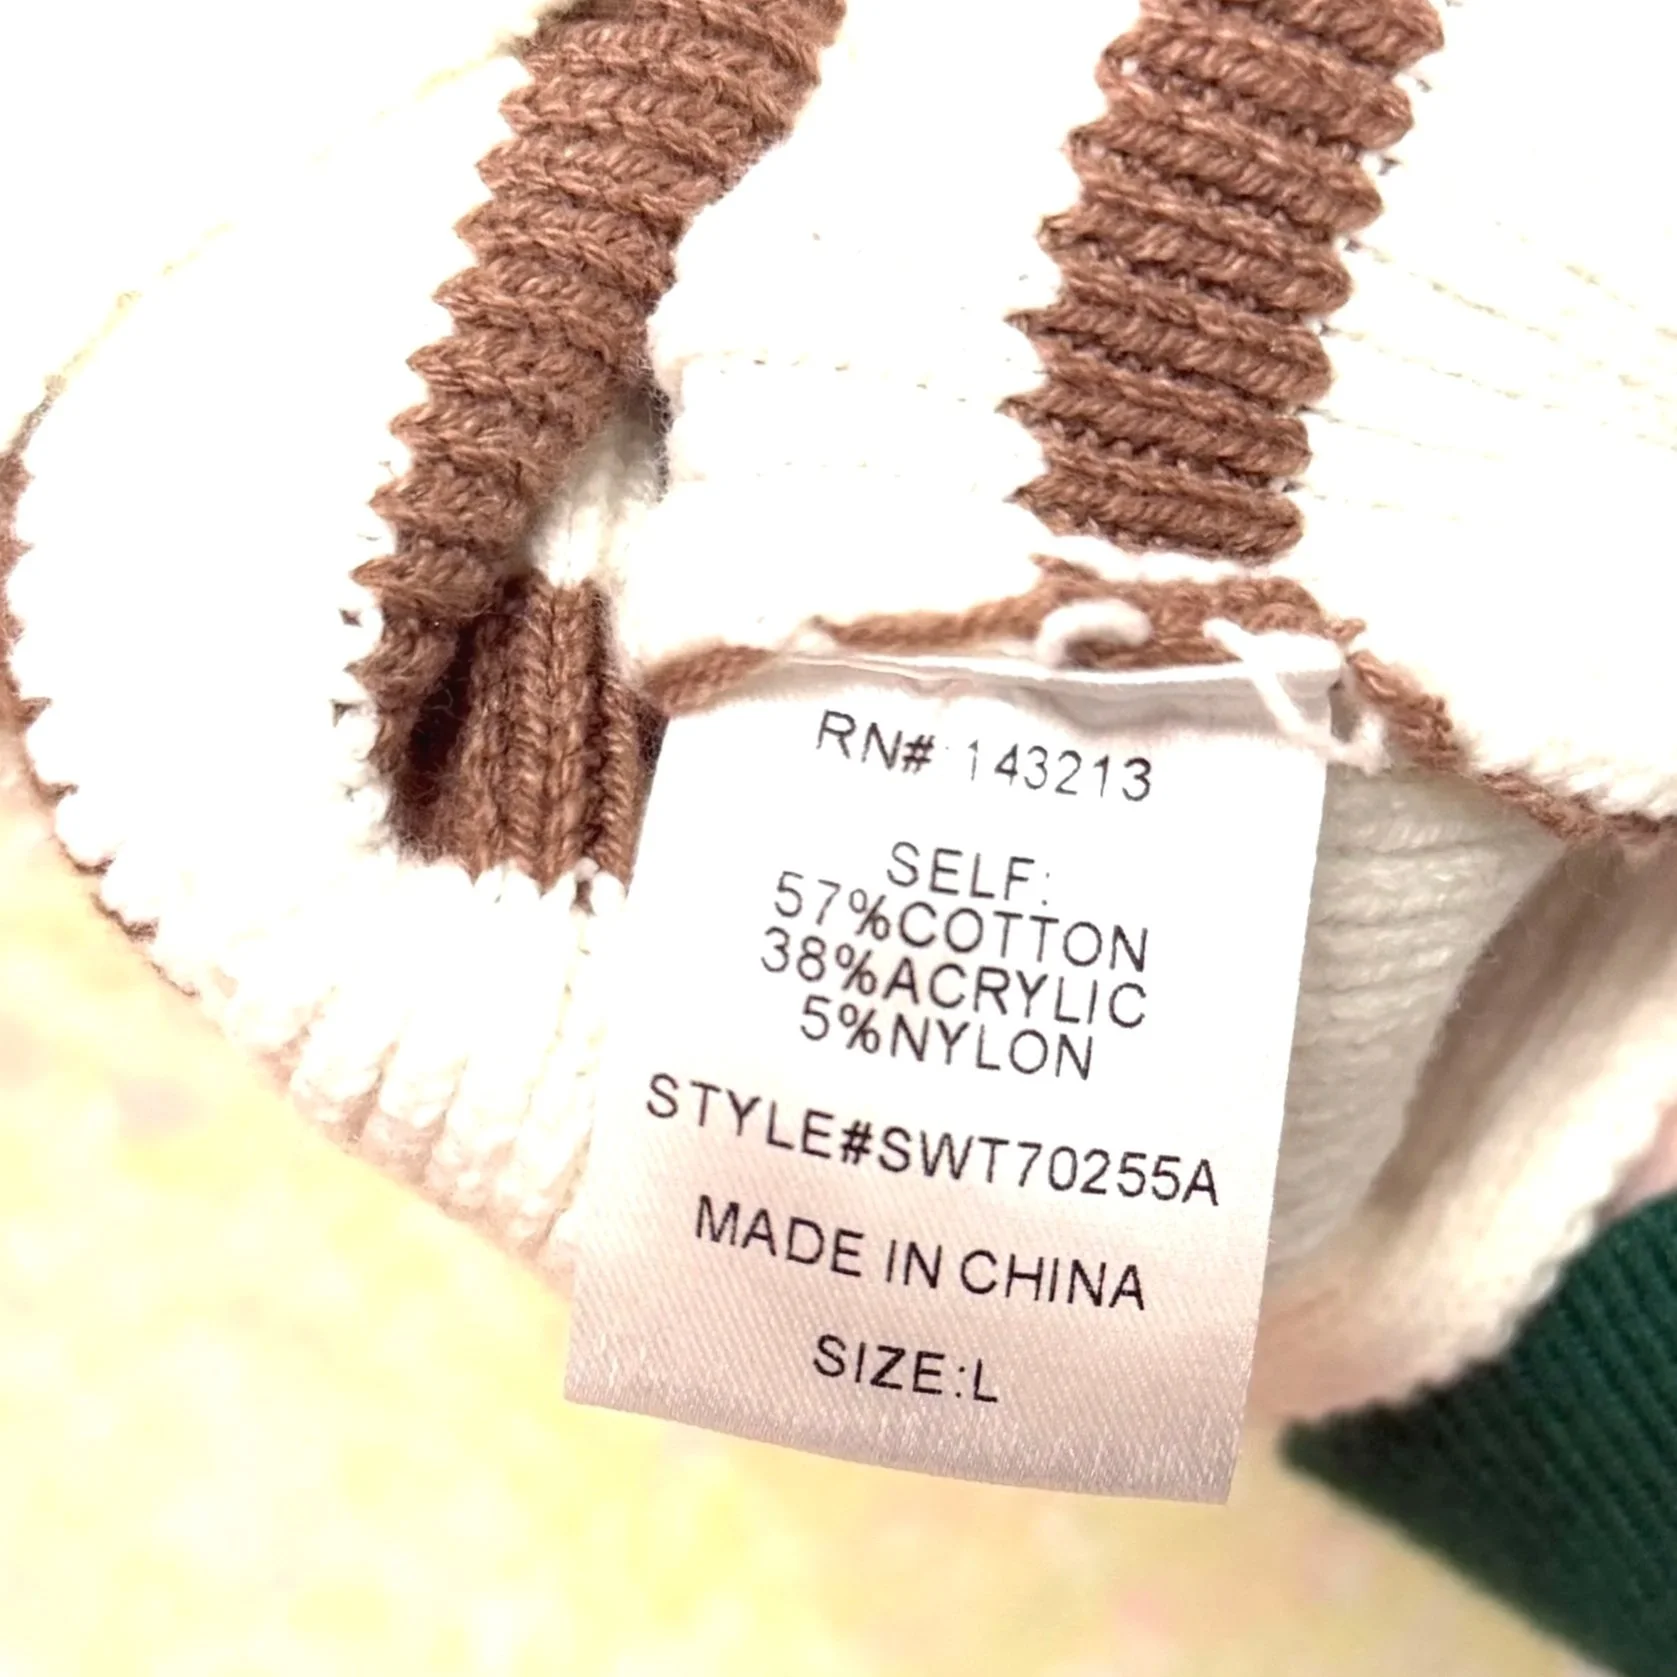 RN# 143213
SELF:
57%COTTON
38%ACRYLIC
5%NYLON
STYLE#SWT70255A
MADE IN CHINA
SIZE:L